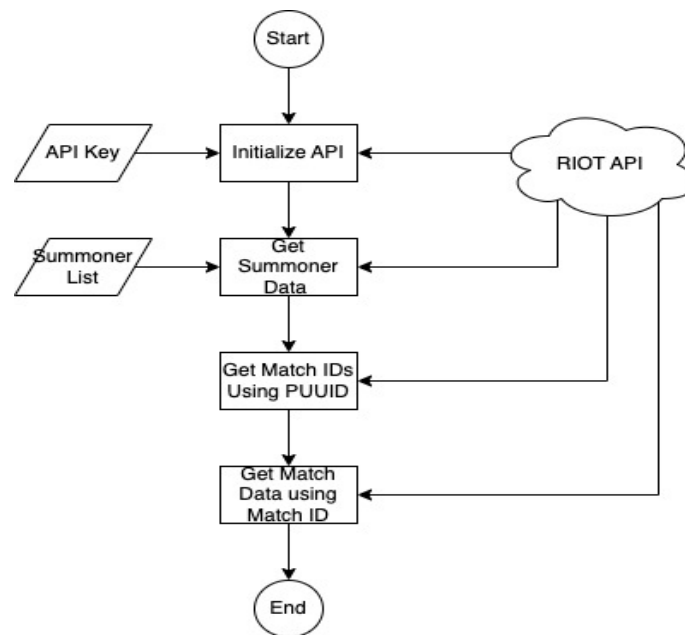 Start
API Key
Initialize API
RIOT API
Summoner
List
Get
Summoner
Data
Get Match IDs
Using PUUID
Get Match
Data using
Match ID
End